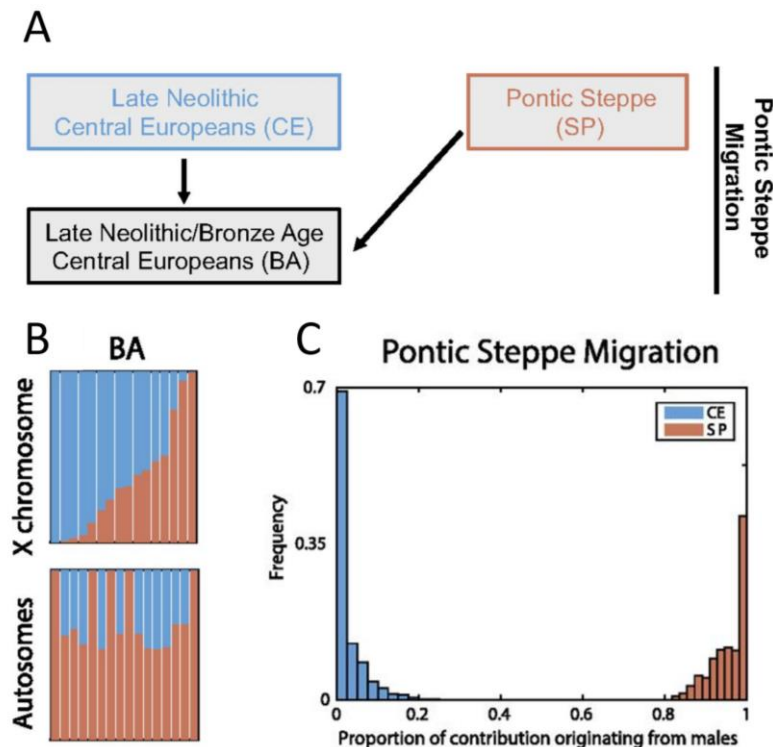 A
Late Neolithic
Central Europeans (CE)
Pontic Steppe
(SP)
Pontic Steppe
Migration
Late Neolithic/Bronze Age
Central Europeans (BA)
B
BA
X chromosome
Autosomes
C
Pontic Steppe Migration
0.7
CE
SP
Frequency
0.35
0
0 0.2 0.4 0.6 0.8 1
Proportion of contribution originating from males